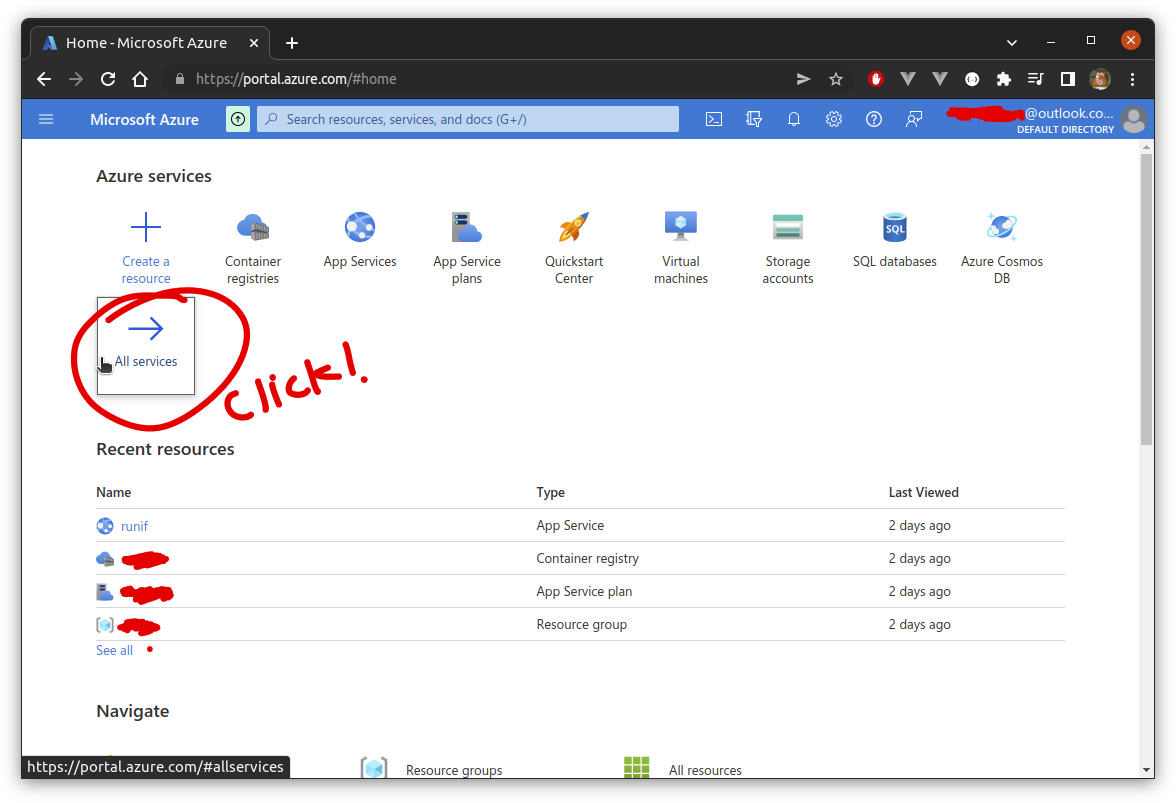 Home - Microsoft Azure
https://portal.azure.com/#home
Microsoft Azure
Search resources, services, and docs (G+/)
@outlook.co...
DEFAULT DIRECTORY
Azure services
Create a resource
Container registries
App Services
App Service plans
Quickstart Center
Virtual machines
Storage accounts
SQL
SQL databases
Azure Cosmos DB
All services
Click!
Recent resources
Name Type Last Viewed
runif App Service 2 days ago
Container registry 2 days ago
App Service plan 2 days ago
Resource group 2 days ago
See all
Navigate
Resource groups All resources
https://portal.azure.com/#allservices